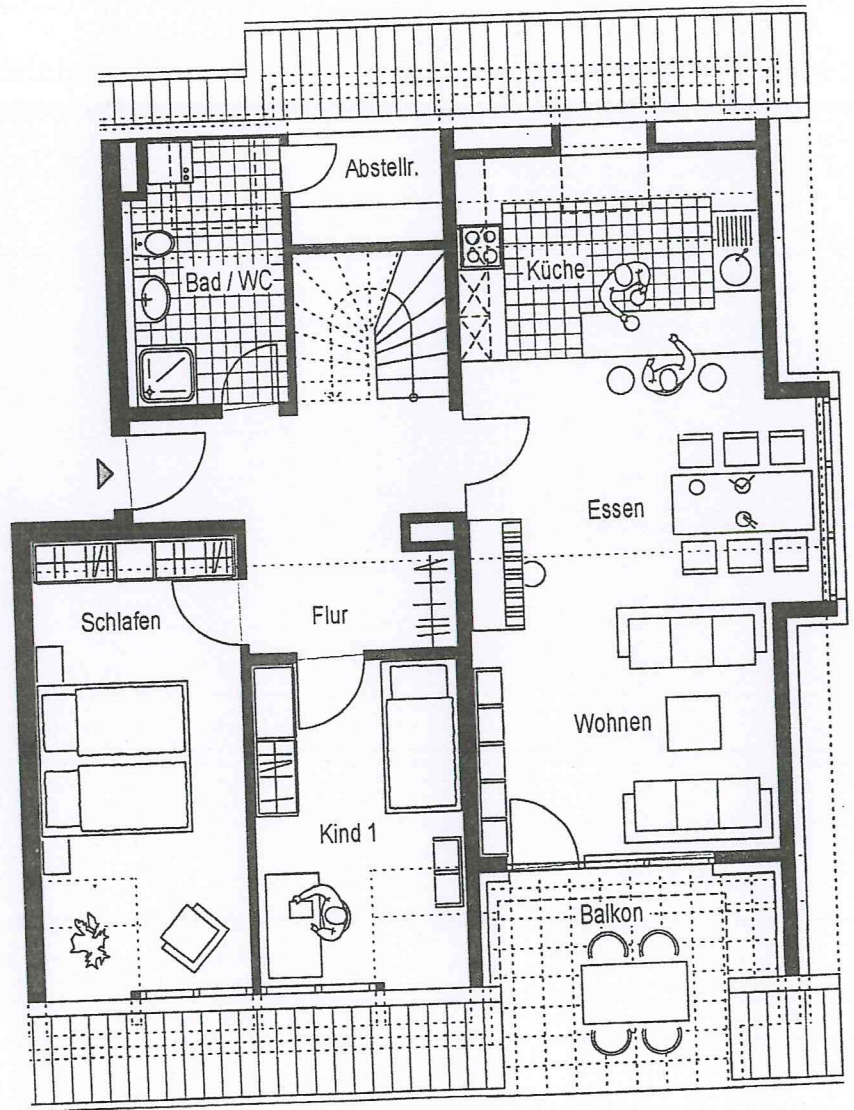 Abstellr.
Bad / WC
Küche
Essen
Schlafen
Flur
Wohnen
Kind 1
Balkon